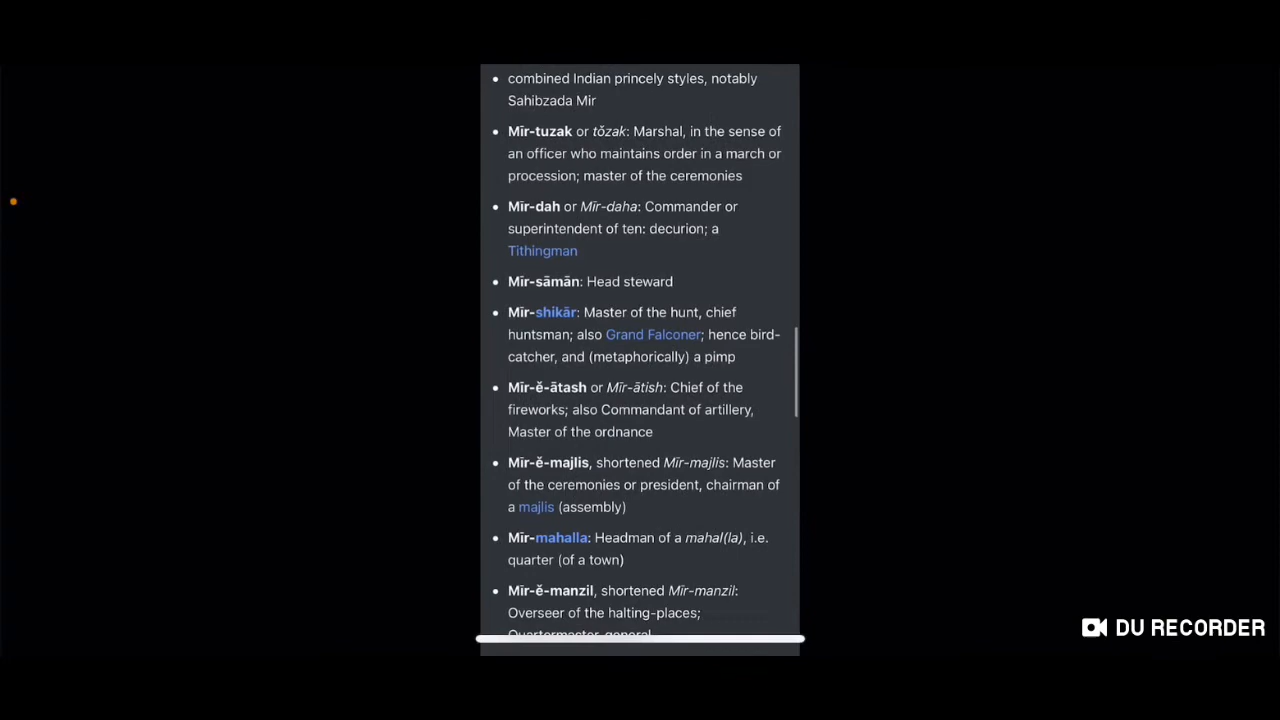 combined Indian princely styles, notably
Sahibzada Mir
Mīr-tuzak or tŏzak: Marshal, in the sense of
an officer who maintains order in a march or
procession; master of the ceremonies
Mīr-dah or Mīr-daha: Commander or
superintendent of ten: decurion; a
Tithingman
Mīr-sāmān: Head steward
Mīr-shikār: Master of the hunt, chief
huntsman; also Grand Falconer; hence bird-
catcher, and (metaphorically) a pimp
Mīr-ĕ-ātash or Mīr-ātish: Chief of the
fireworks; also Commandant of artillery,
Master of the ordnance
Mīr-ĕ-majlis, shortened Mīr-majlis: Master
of the ceremonies or president, chairman of
a majlis (assembly)
Mīr-mahalla: Headman of a mahal(la), i.e.
quarter (of a town)
Mīr-ĕ-manzil, shortened Mīr-manzil:
Overseer of the halting-places;
Quartermaster-general
DU RECORDER